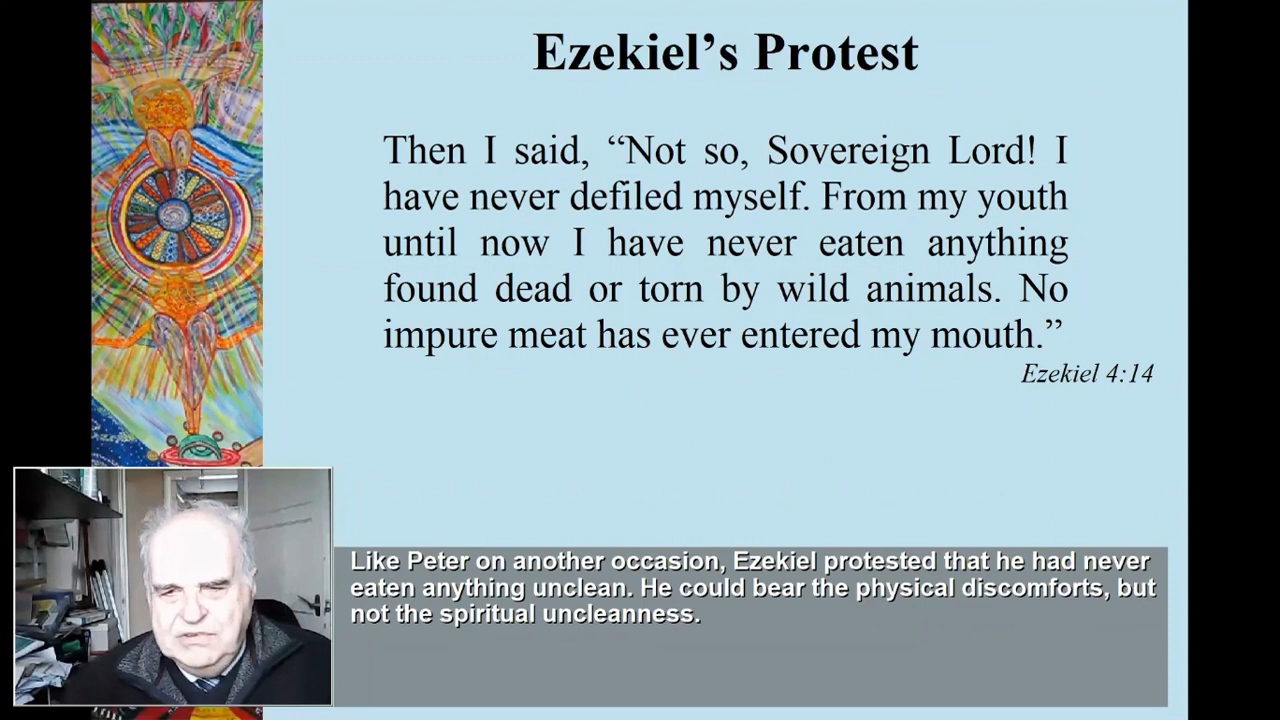 Ezekiel’s Protest
Then I said, “Not so, Sovereign Lord! I
have never defiled myself. From my youth
until now I have never eaten anything
found dead or torn by wild animals. No
impure meat has ever entered my mouth.”
Ezekiel 4:14
Like Peter on another occasion, Ezekiel protested that he had never
eaten anything unclean. He could bear the physical discomforts, but
not the spiritual uncleanness.